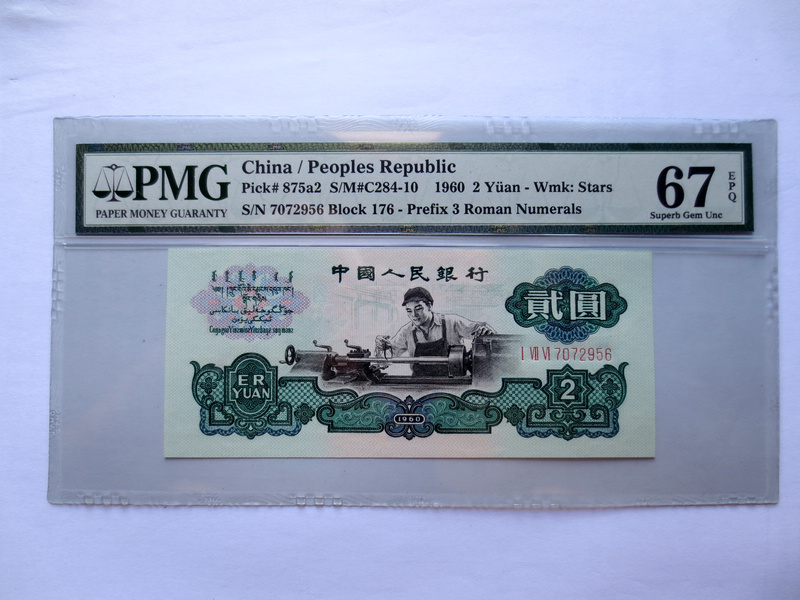 PMG
PAPER MONEY GUARANTY
China / Peoples Republic
Pick# 875a2 S/M#C284-10 1960 2 Yüan - Wmk: Stars
S/N 7072956 Block 176 - Prefix 3 Roman Numerals
67
EPQ
Superb Gem Unc
中國人民銀行
貳圓
I VII VI 7072956
ER
YUAN
1960
2